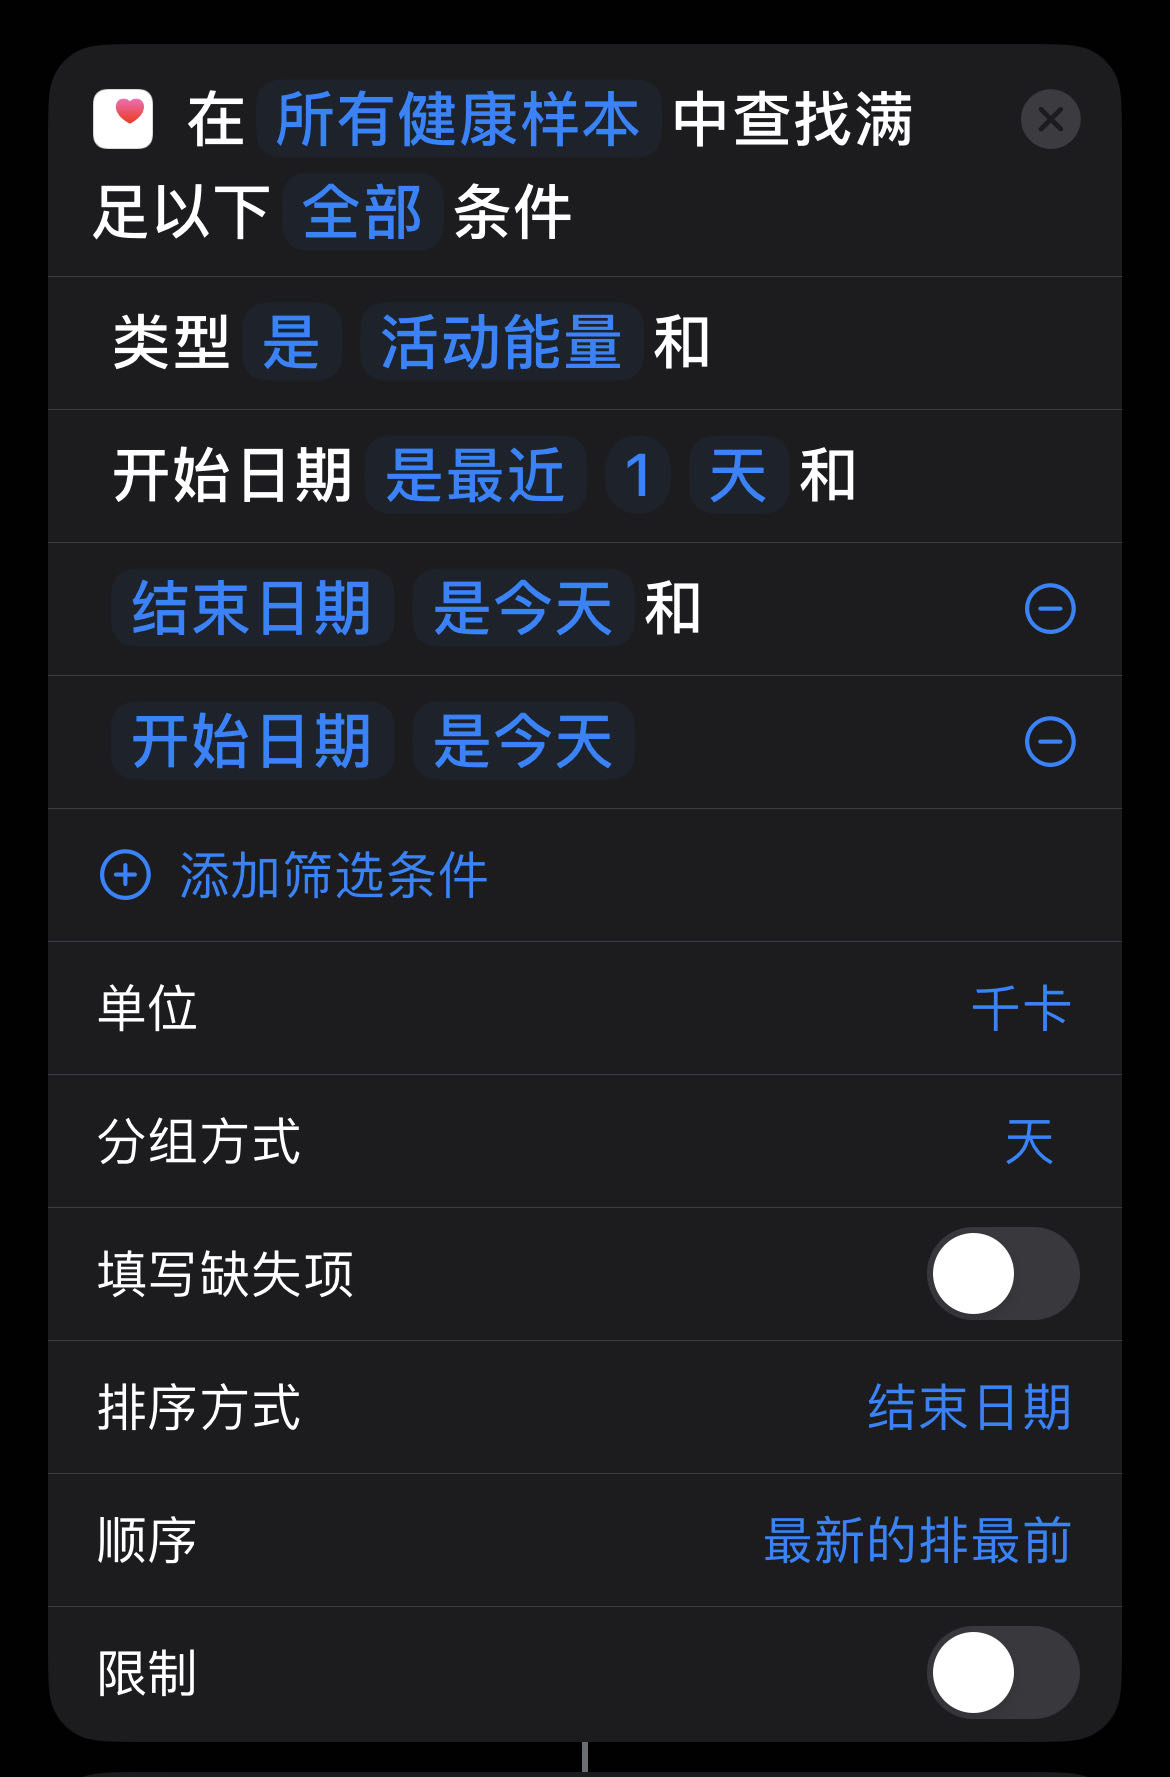 在 所有健康样本 中查找满
足以下 全部 条件
类型 是 活动能量 和
开始日期 是最近 1 天 和
结束日期 是今天 和
开始日期 是今天
添加筛选条件
单位 千卡
分组方式 天
填写缺失项
排序方式 结束日期
顺序 最新的排最前
限制